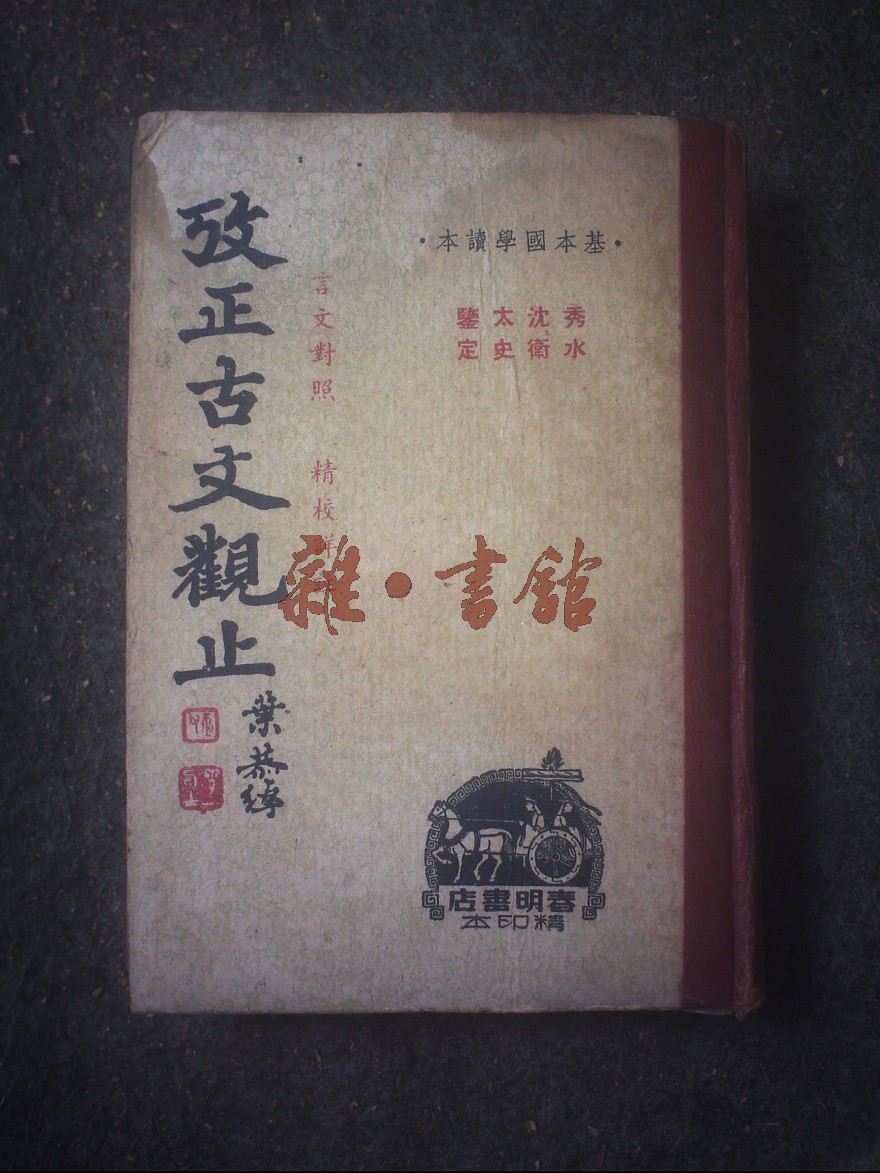 ·基本國學讀本·
秀水
沈衛
太史
鑒定
言文對照 精校詳
攷正古文觀止
葉恭綽
雜·書館
春明書店
精印本